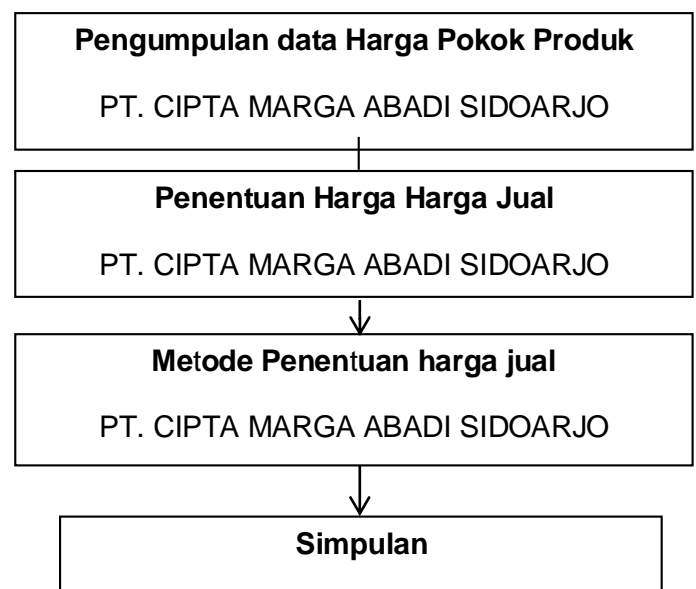 Pengumpulan data Harga Pokok Produk
PT. CIPTA MARGA ABADI SIDOARJO
Penentuan Harga Harga Jual
PT. CIPTA MARGA ABADI SIDOARJO
Metode Penentuan harga jual
PT. CIPTA MARGA ABADI SIDOARJO
Simpulan